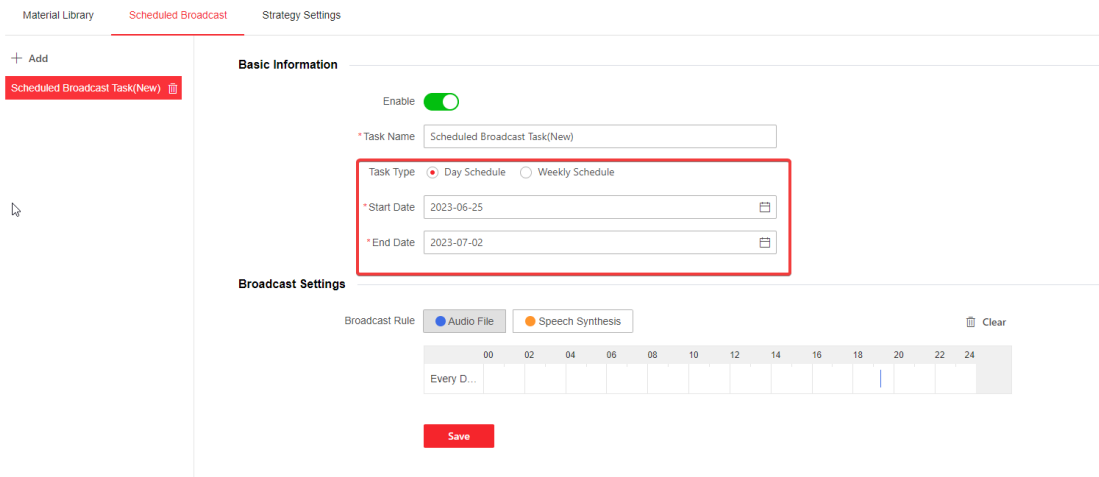 Material Library Scheduled Broadcast Strategy Settings
+ Add
Scheduled Broadcast Task(New)
Basic Information
Enable
*Task Name Scheduled Broadcast Task(New)
Task Type Day Schedule Weekly Schedule
*Start Date 2023-06-25
*End Date 2023-07-02
Broadcast Settings
Broadcast Rule Audio File Speech Synthesis Clear
00 02 04 06 08 10 12 14 16 18 20 22 24
Every D...
Save